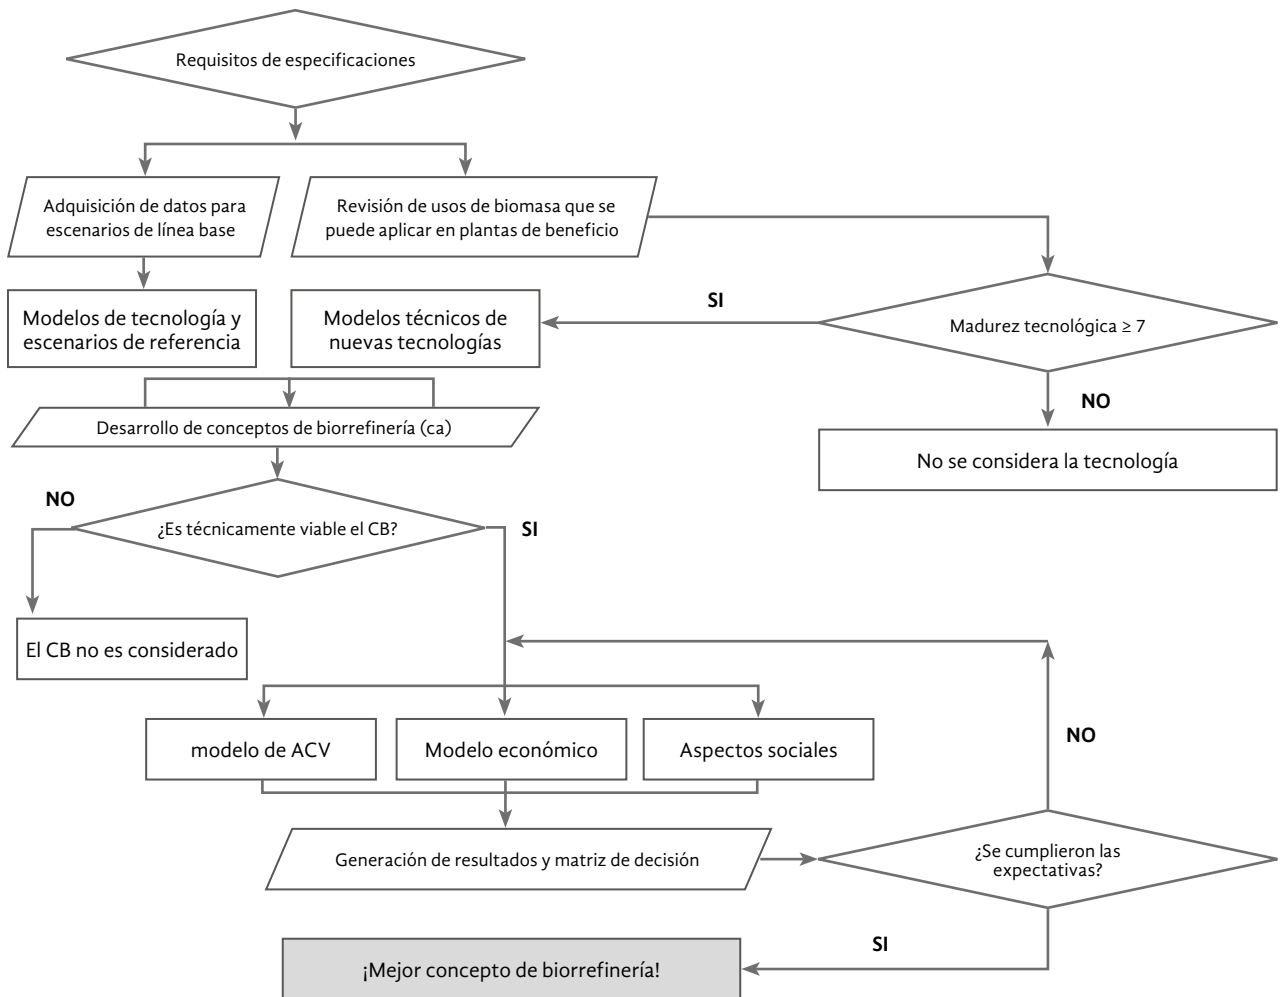 Requisitos de especificaciones
Adquisición de datos para
escenarios de línea base
Revisión de usos de biomasa que se
puede aplicar en plantas de beneficio
Modelos de tecnología y
escenarios de referencia
Modelos técnicos de
nuevas tecnologías
SI
Madurez tecnológica ≥ 7
NO
No se considera la tecnología
Desarrollo de conceptos de biorrefinería (ca)
NO
¿Es técnicamente viable el CB?
SI
El CB no es considerado
modelo de ACV
Modelo económico
Aspectos sociales
NO
Generación de resultados y matriz de decisión
¿Se cumplieron las
expectativas?
SI
¡Mejor concepto de biorrefinería!